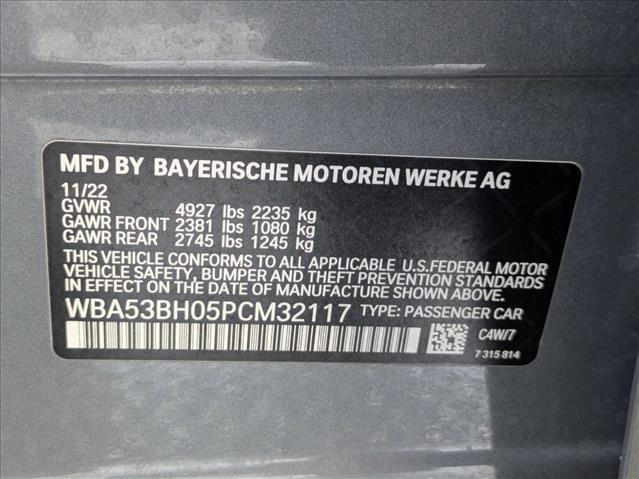 MFD BY BAYERISCHE MOTOREN WERKE AG
11/22
GVWR 4927 lbs 2235 kg
GAWR FRONT 2381 lbs 1080 kg
GAWR REAR 2745 lbs 1245 kg
THIS VEHICLE CONFORMS TO ALL APPLICABLE U.S.FEDERAL MOTOR
VEHICLE SAFETY, BUMPER AND THEFT PREVENTION STANDARDS
IN EFFECT ON THE DATE OF MANUFACTURE SHOWN ABOVE.
WBA53BH05PCM32117 TYPE: PASSENGER CAR
C4W/7
7 315 814